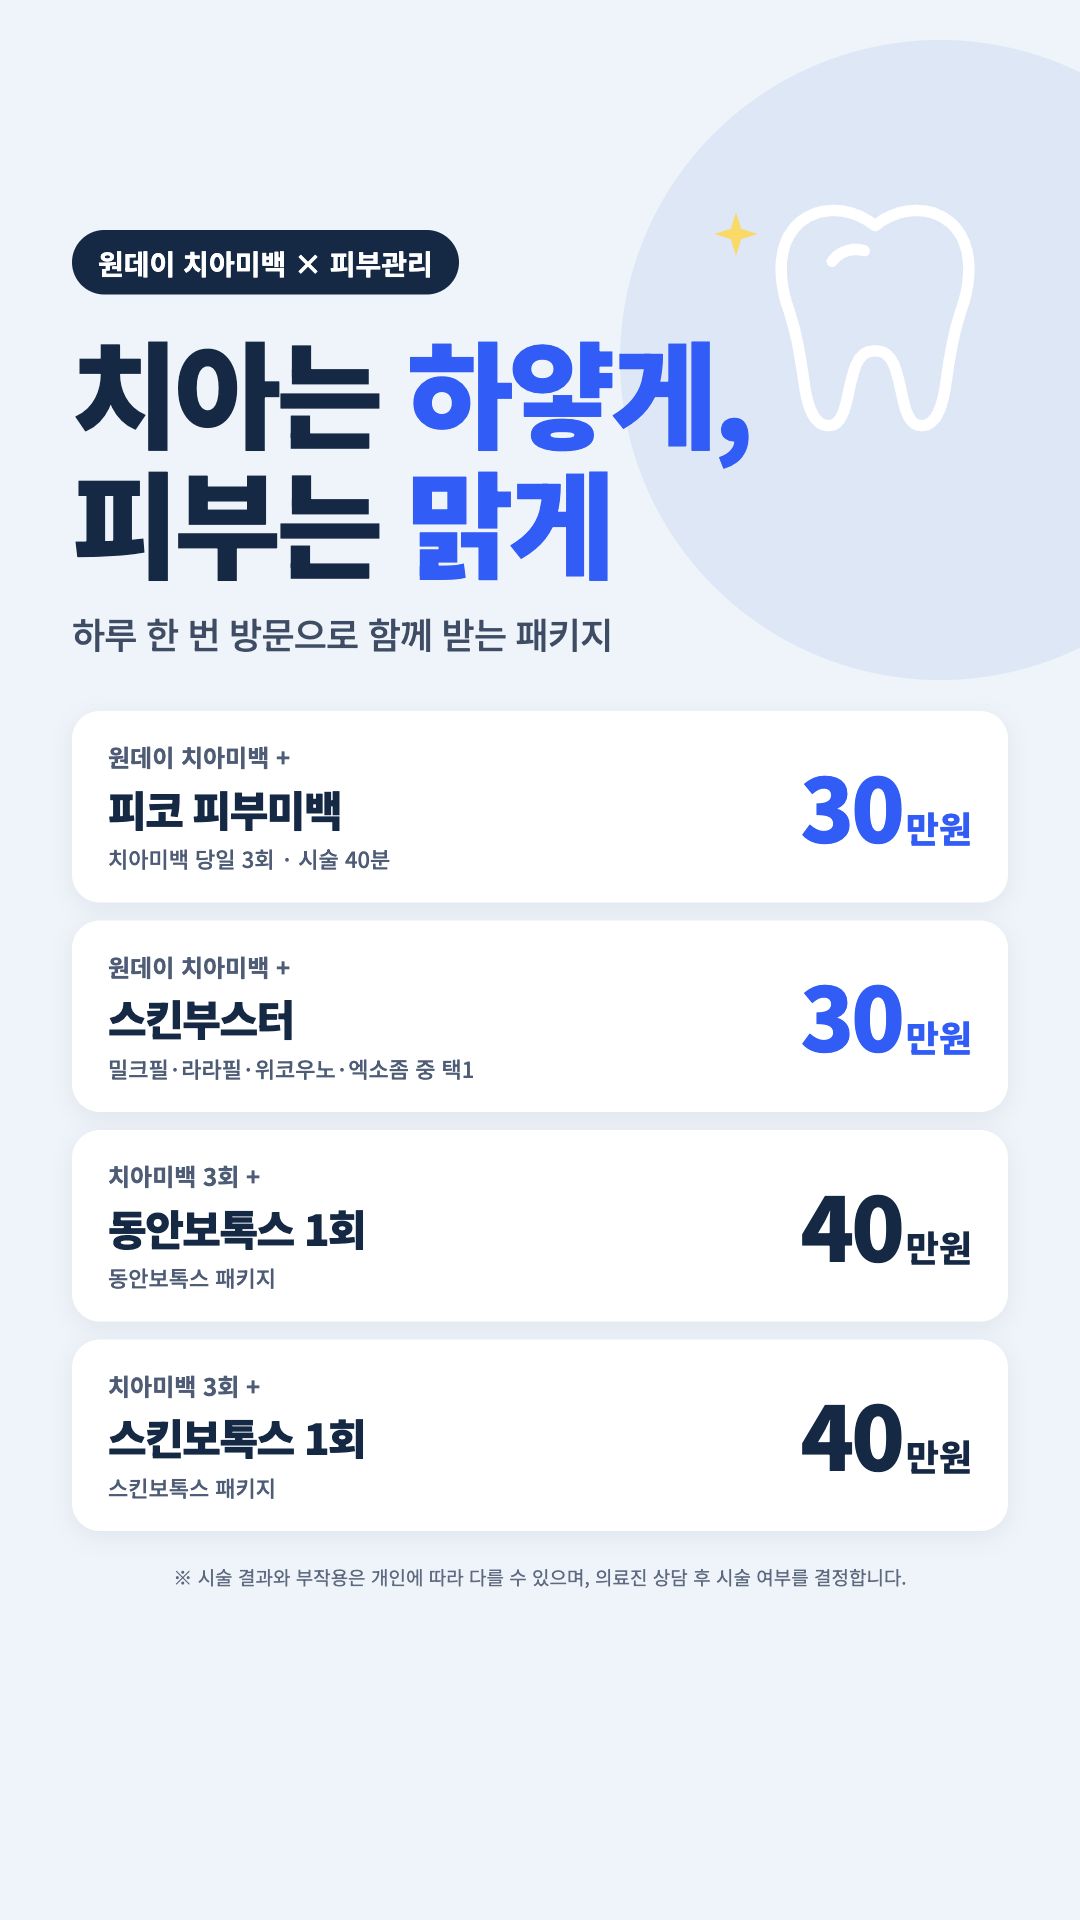 원데이 치아미백 × 피부관리
치아는 하얗게,
피부는 맑게
하루 한 번 방문으로 함께 받는 패키지
원데이 치아미백 +
피코 피부미백
치아미백 당일 3회 · 시술 40분
30만원
원데이 치아미백 +
스킨부스터
밀크필·라라필·위코우노·엑소좀 중 택1
30만원
치아미백 3회 +
동안보톡스 1회
동안보톡스 패키지
40만원
치아미백 3회 +
스킨보톡스 1회
스킨보톡스 패키지
40만원
※ 시술 결과와 부작용은 개인에 따라 다를 수 있으며, 의료진 상담 후 시술 여부를 결정합니다.